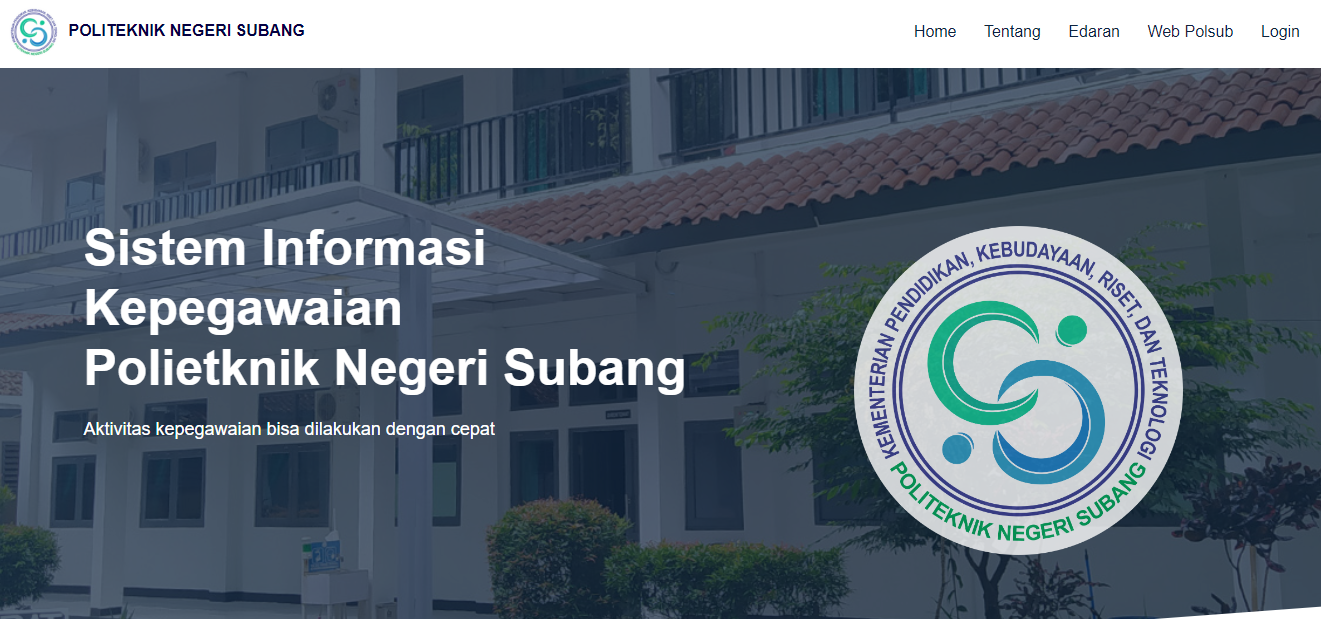 POLITEKNIK NEGERI SUBANG
Home Tentang Edaran Web Polsub Login
Sistem Informasi
Kepegawaian
Polietknik Negeri Subang
Aktivitas kepegawaian bisa dilakukan dengan cepat
KEMENTERIAN PENDIDIKAN, KEBUDAYAAN, RISET, DAN TEKNOLOGI
POLITEKNIK NEGERI SUBANG